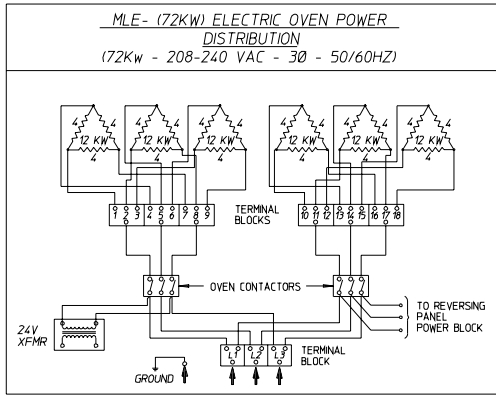 MLE- (72KW) ELECTRIC OVEN POWER
DISTRIBUTION
(72Kw - 208-240 VAC - 3Ø - 50/60HZ)
4 4 4 4 4 4 4 4 4 4 4 4
12 KW 12 KW 12 KW 12 KW 12 KW 12 KW
4 4 4 4 4 4
1 2 3 4 5 6 7 8 9
TERMINAL
BLOCKS
10 11 12 13 14 15 16 17 18
OVEN CONTACTORS
TO REVERSING
PANEL
POWER BLOCK
24V
XFMR
L1 L2 L3
TERMINAL
BLOCK
GROUND